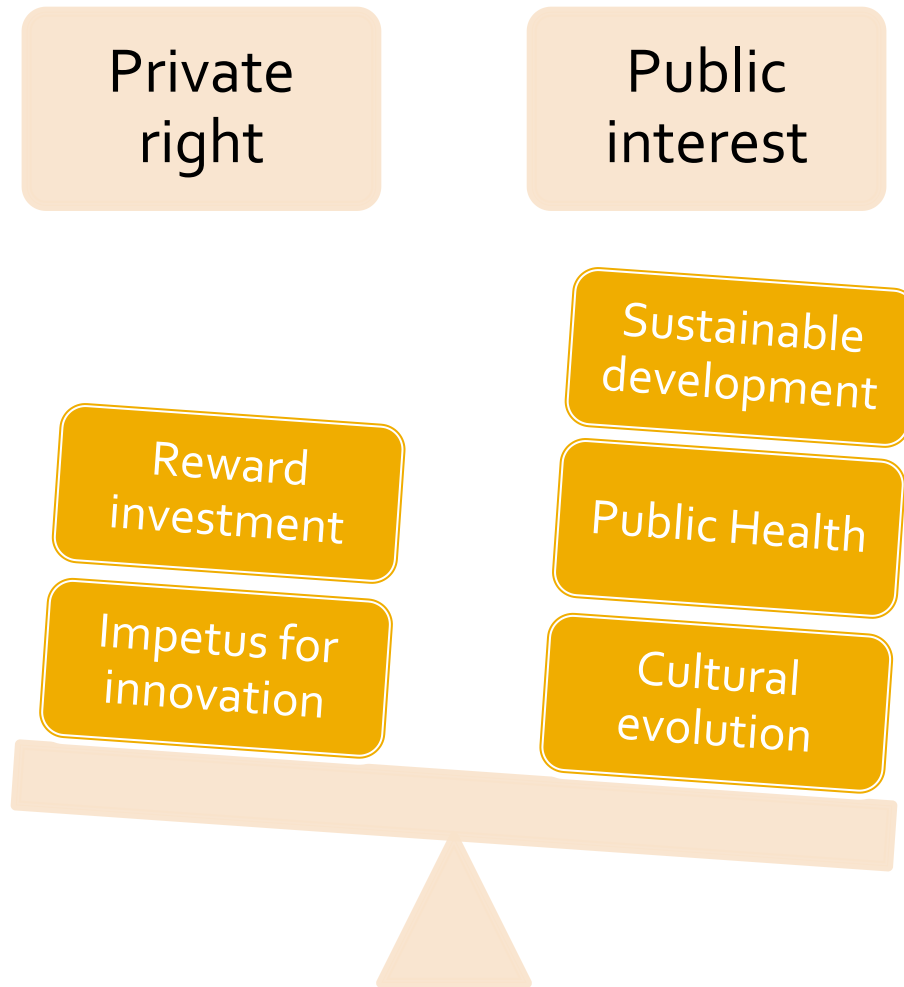 Private
right
Public
interest
Reward
investment
Impetus for
innovation
Sustainable
development
Public Health
Cultural
evolution